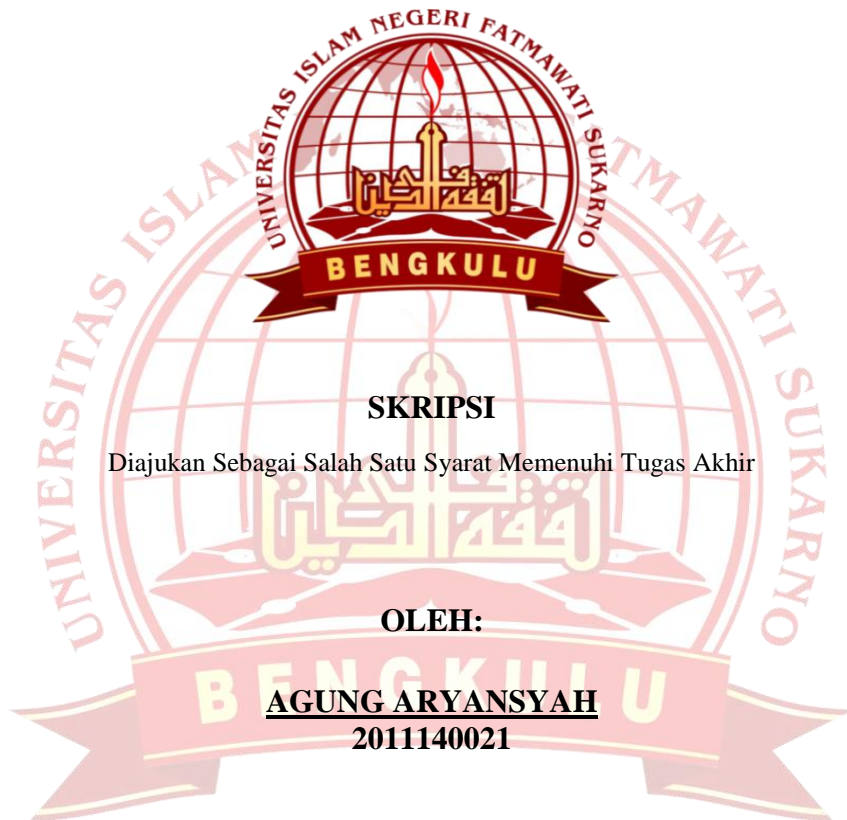 UNIVERSITAS ISLAM NEGERI FATMAWATI SUKARNO
BENGKULU
SKRIPSI
Diajukan Sebagai Salah Satu Syarat Memenuhi Tugas Akhir
OLEH:
AGUNG ARYANSYAH
2011140021